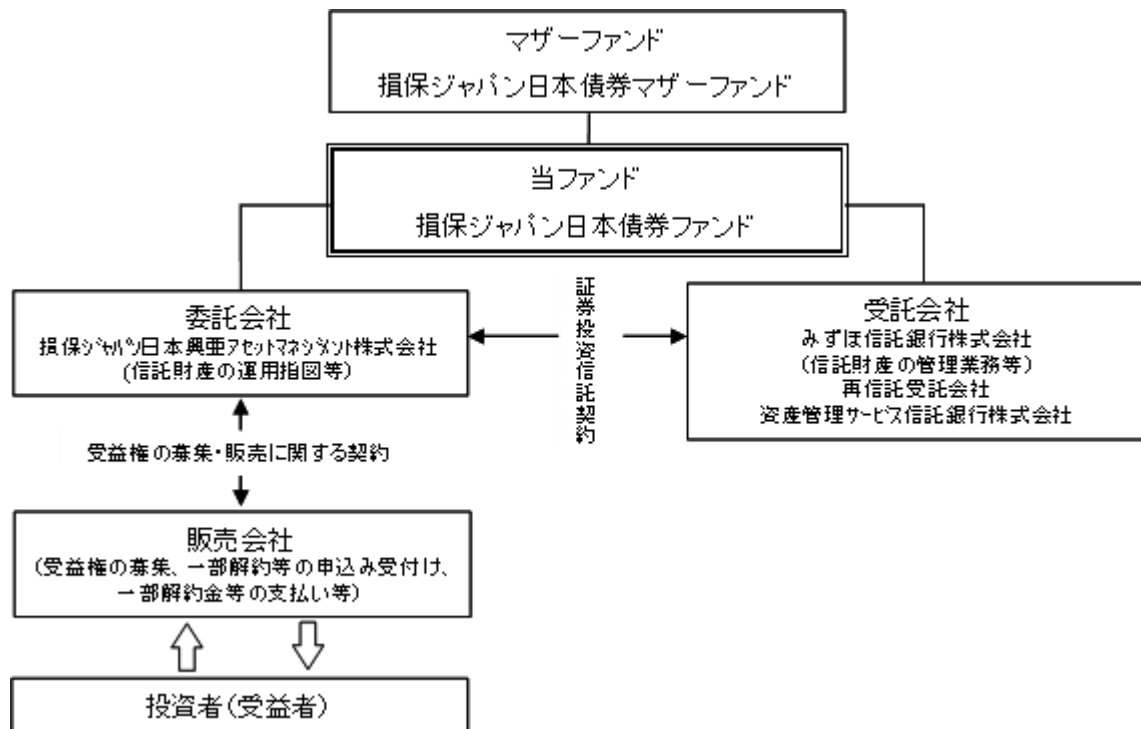 マザーファンド
損保ジャパン日本債券マザーファンド
当ファンド
損保ジャパン日本債券ファンド
委託会社
損保ジャパン日本興亜アセットマネジメント株式会社
(信託財産の運用指図等)
証券投資信託契約
受託会社
みずほ信託銀行株式会社
(信託財産の管理業務等)
再信託受託会社
資産管理サービス信託銀行株式会社
受益権の募集・販売に関する契約
販売会社
(受益権の募集、一部解約等の申込み受付け、
一部解約金等の支払い等)
投資者(受益者)